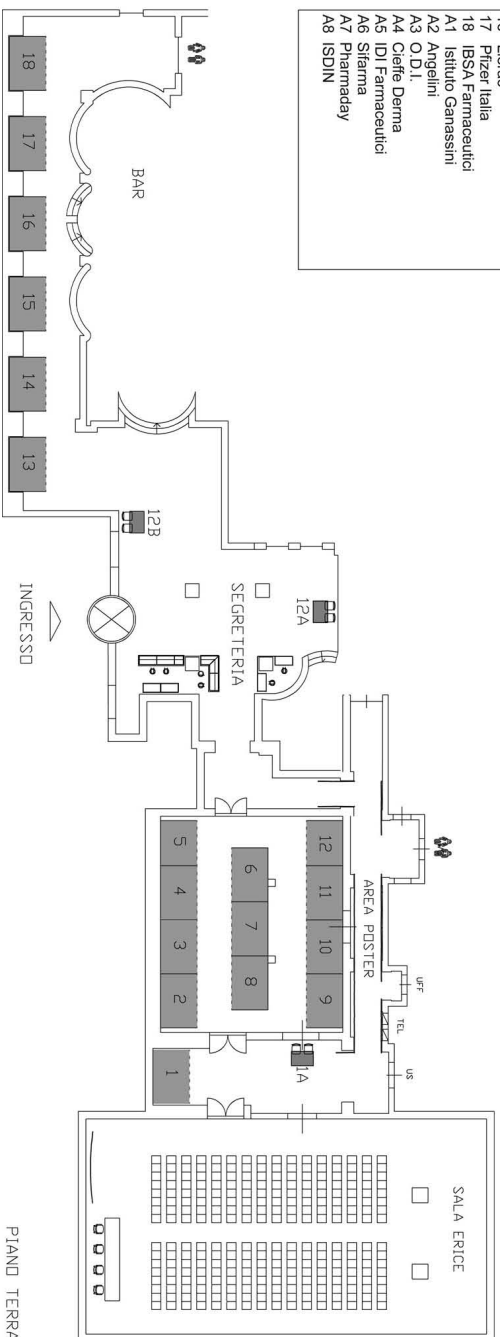 17 Pfizer Italia
18 IBSA Farmaceutici
A1 Istituto Ganassini
A2 Angelini
A3 O.D.I.
A4 Cieffe Derma
A5 IDI Farmaceutici
A6 Sifarma
A7 Pharmaday
A8 ISDIN
BAR
18
17
16
15
14
13
12B
INGRESSO
SEGRETERIA
12A
5
4
3
2
6
7
8
12
11
10
9
AREA POSTER
UFF
TEL
US
1
1A
SALA ERICE
PIANO TERRA